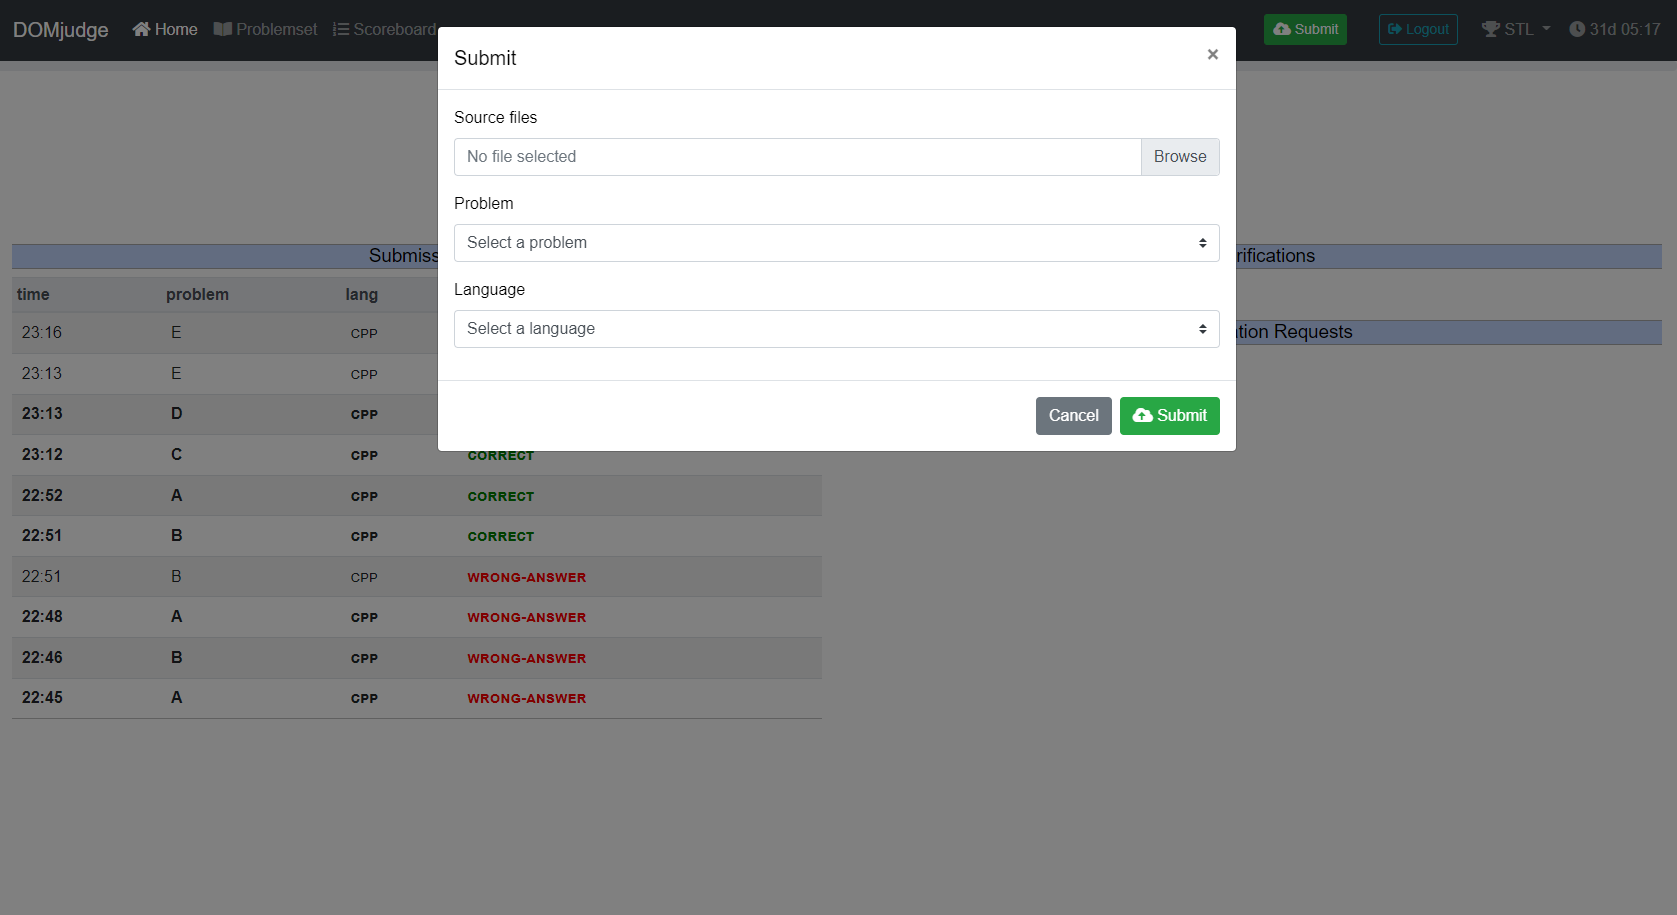 DOMjudge Home Problemset Scoreboard Submit Logout STL 31d 05:17
Submit ×
Source files
No file selected Browse
Problem
Select a problem
Language
Select a language
Cancel Submit
Submiss
rifications
tion Requests
time problem lang
23:16 E CPP
23:13 E CPP
23:13 D CPP
23:12 C CPP CORRECT
22:52 A CPP CORRECT
22:51 B CPP CORRECT
22:51 B CPP WRONG-ANSWER
22:48 A CPP WRONG-ANSWER
22:46 B CPP WRONG-ANSWER
22:45 A CPP WRONG-ANSWER